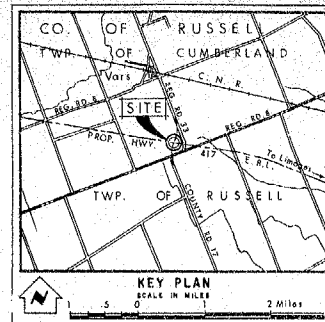 CO. OF RUSSELL
TWP. OF CUMBERLAND
Vars
C. N. R.
REG. RD 8
REG. RD 33
SITE
REG. RD 8
PROP. HWY. 417
To Limoges
E.R.L.
TWP. OF RUSSELL
COUNTY RD 17
KEY PLAN
SCALE IN MILES
N
1 .5 0 1 2 Miles